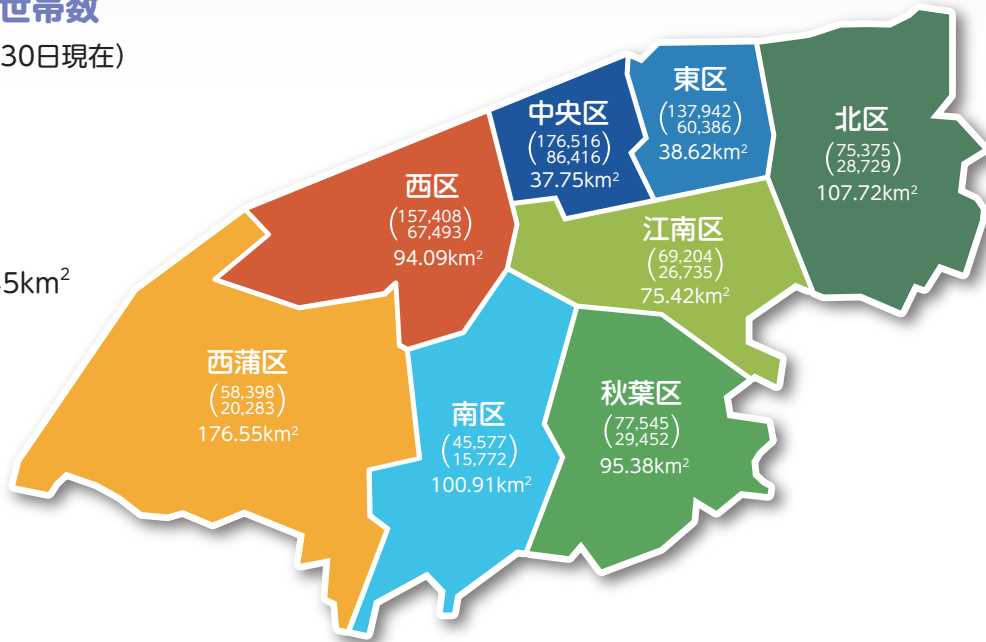 世帯数
30日現在）
5km²
中央区
(176,516
86,416)
37.75km²
東区
(137,942
60,386)
38.62km²
北区
(75,375
28,729)
107.72km²
西区
(157,408
67,493)
94.09km²
江南区
(69,204
26,735)
75.42km²
西蒲区
(58,398
20,283)
176.55km²
南区
(45,577
15,772)
100.91km²
秋葉区
(77,545
29,452)
95.38km²